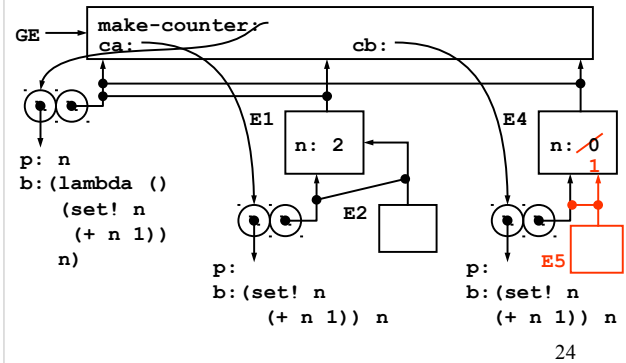 make-counter:
GE
ca:
cb:
E1
E4
n: 2
n: 0
1
p: n
b:(lambda ()
(set! n
(+ n 1))
n)
E2
E5
p:
b:(set! n
(+ n 1)) n
p:
b:(set! n
(+ n 1)) n
24